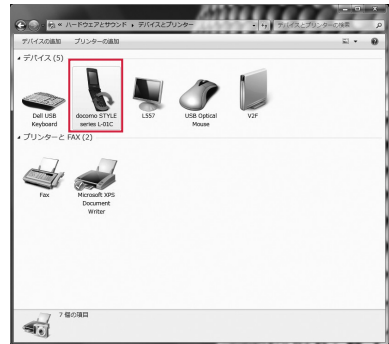 « ハードウェアとサウンド ▸ デバイスとプリンター
デバイスとプリンターの検索
デバイスの追加 プリンターの追加
デバイス (5)
Dell USB Keyboard
docomo STYLE series L-01C
L557
USB Optical Mouse
V2F
プリンターと FAX (2)
Fax
Microsoft XPS Document Writer
7 個の項目